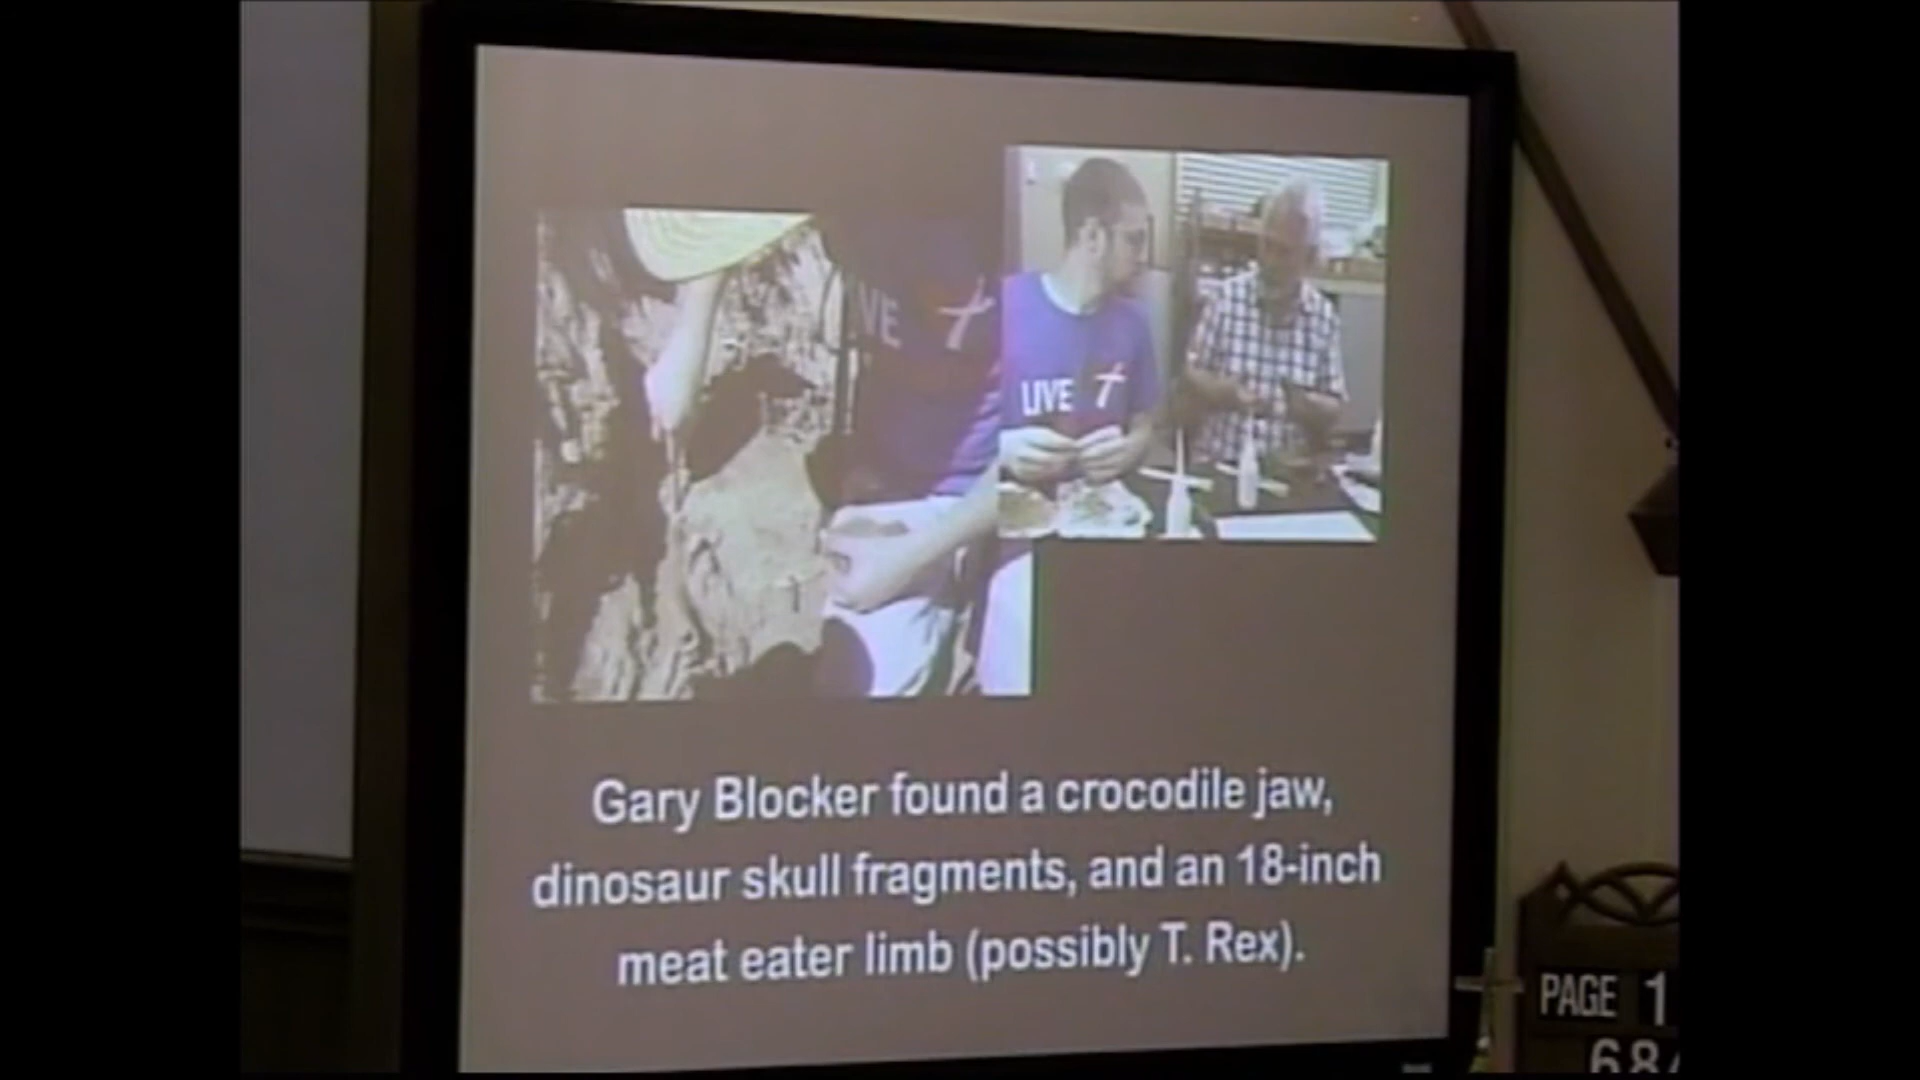 VE t
LIVE t
Gary Blocker found a crocodile jaw,
dinosaur skull fragments, and an 18-inch
meat eater limb (possibly T. Rex).
PAGE 1
684